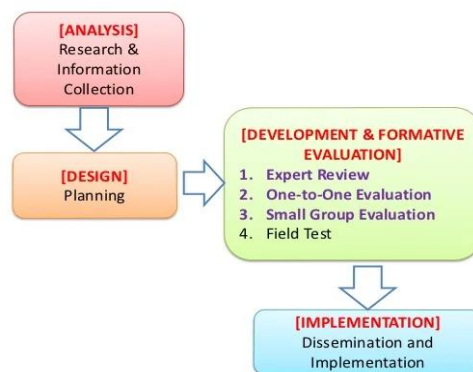 [ANALYSIS]
Research &
Information
Collection
[DESIGN]
Planning
[DEVELOPMENT & FORMATIVE
EVALUATION]
1. Expert Review
2. One-to-One Evaluation
3. Small Group Evaluation
4. Field Test
[IMPLEMENTATION]
Dissemination and
Implementation